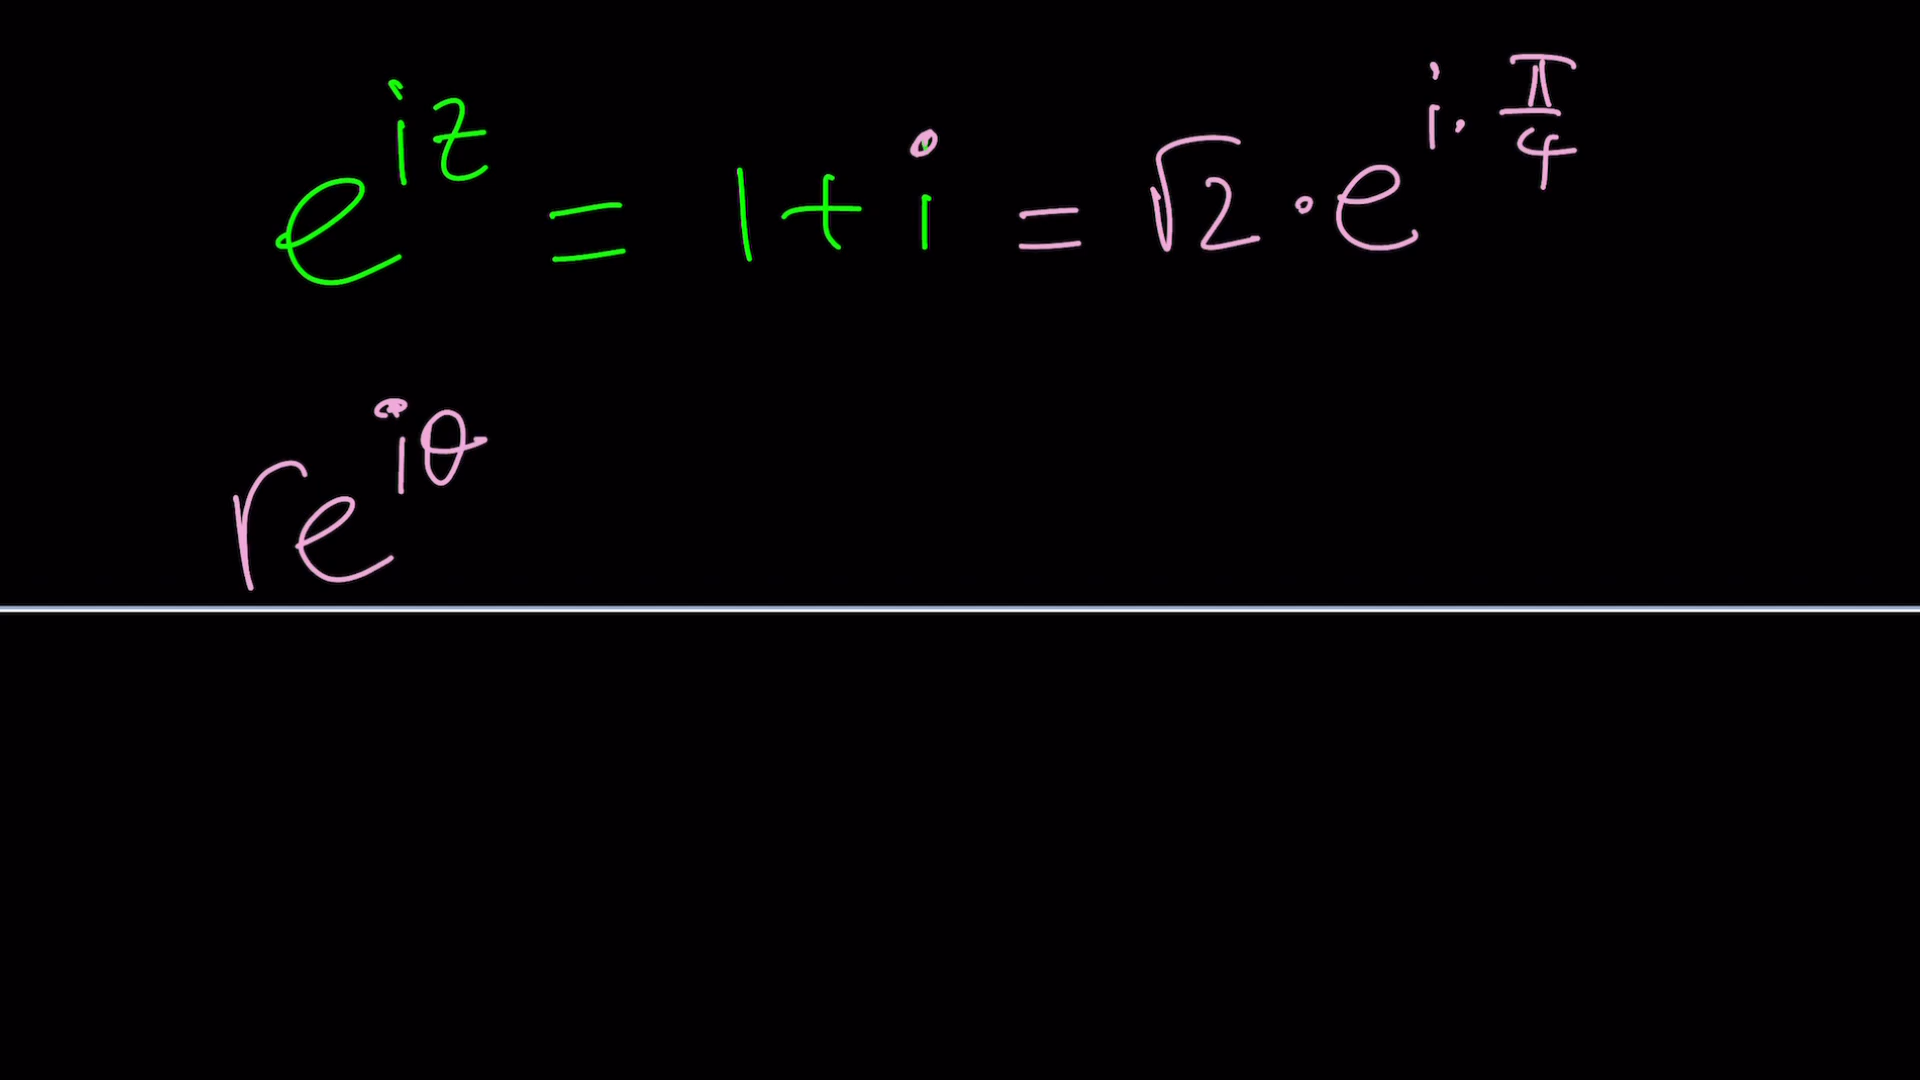 e^{iz} = 1 + i = √2 · e^{i · π/4}
re^{iθ}